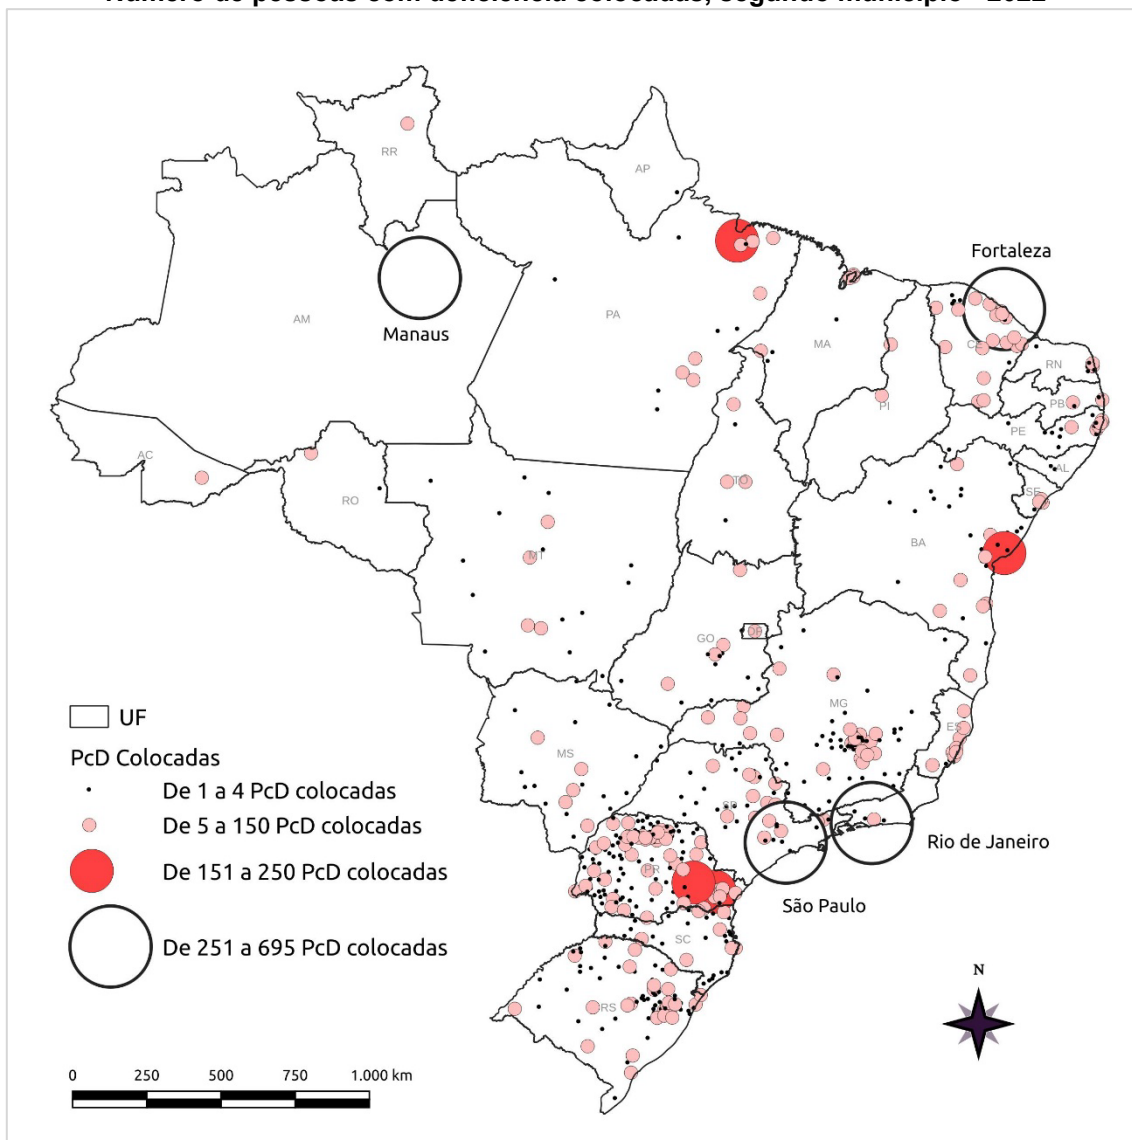 Número de pessoas com deficiência colocadas, segundo município - 2022
RR
AP
Fortaleza
AM
Manaus
PA
MA
CE
RN
PI
PB
PE
AC
AL
RO
TO
SE
MT
BA
DF
GO
UF
MG
ES
PcD Colocadas
MS
De 1 a 4 PcD colocadas
SP
De 5 a 150 PcD colocadas
Rio de Janeiro
De 151 a 250 PcD colocadas
PR
São Paulo
De 251 a 695 PcD colocadas
SC
N
RS
0 250 500 750 1.000 km